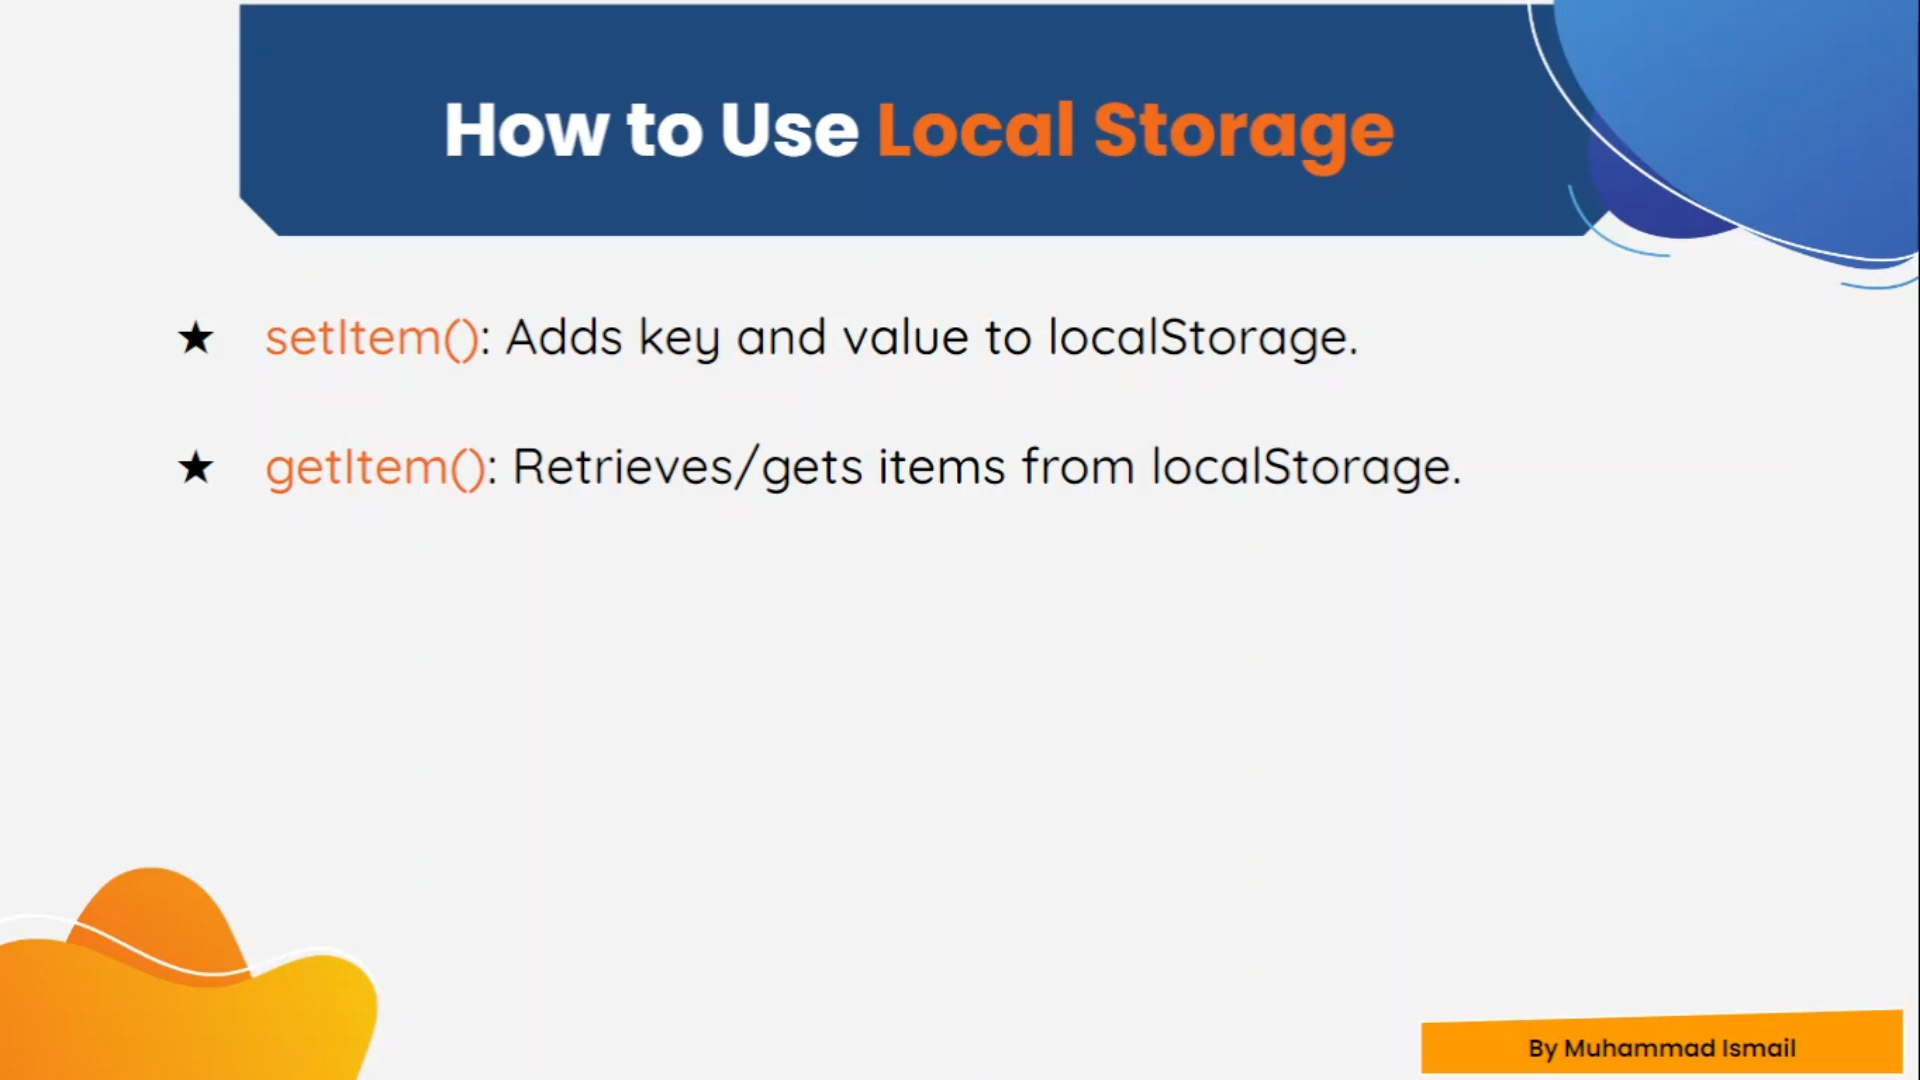 How to Use Local Storage
★ setItem(): Adds key and value to localStorage.
★ getItem(): Retrieves/gets items from localStorage.
By Muhammad Ismail